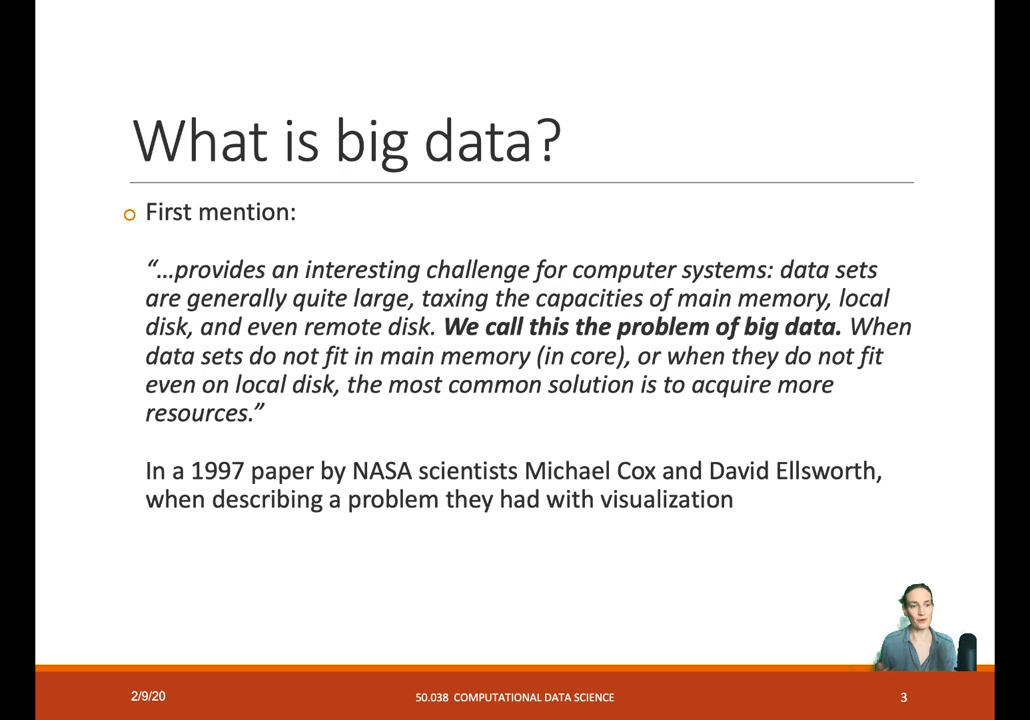 What is big data?
First mention:
“…provides an interesting challenge for computer systems: data sets
are generally quite large, taxing the capacities of main memory, local
disk, and even remote disk. We call this the problem of big data. When
data sets do not fit in main memory (in core), or when they do not fit
even on local disk, the most common solution is to acquire more
resources.”
In a 1997 paper by NASA scientists Michael Cox and David Ellsworth,
when describing a problem they had with visualization
2/9/20
50.038 COMPUTATIONAL DATA SCIENCE
3